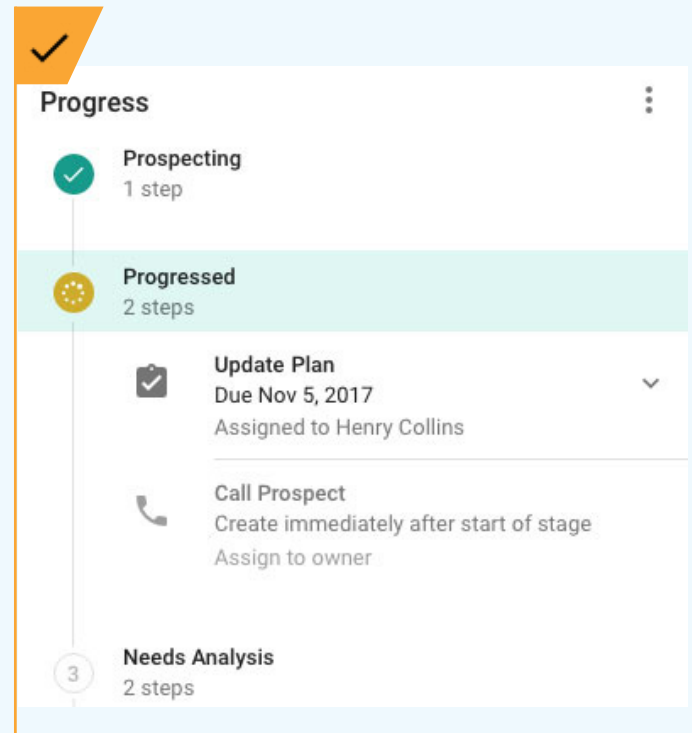 Progress
Prospecting
1 step
Progressed
2 steps
Update Plan
Due Nov 5, 2017
Assigned to Henry Collins
Call Prospect
Create immediately after start of stage
Assign to owner
3
Needs Analysis
2 steps